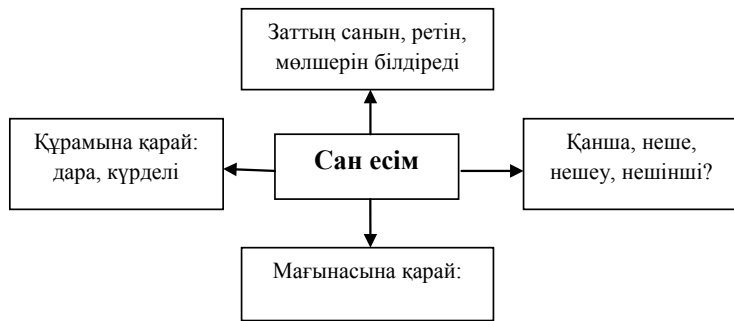 Заттың санын, ретін,
мөлшерін білдіреді
Құрамына қарай:
дара, күрделі
Сан есім
Қанша, неше,
нешеу, нешінші?
Мағынасына қарай: